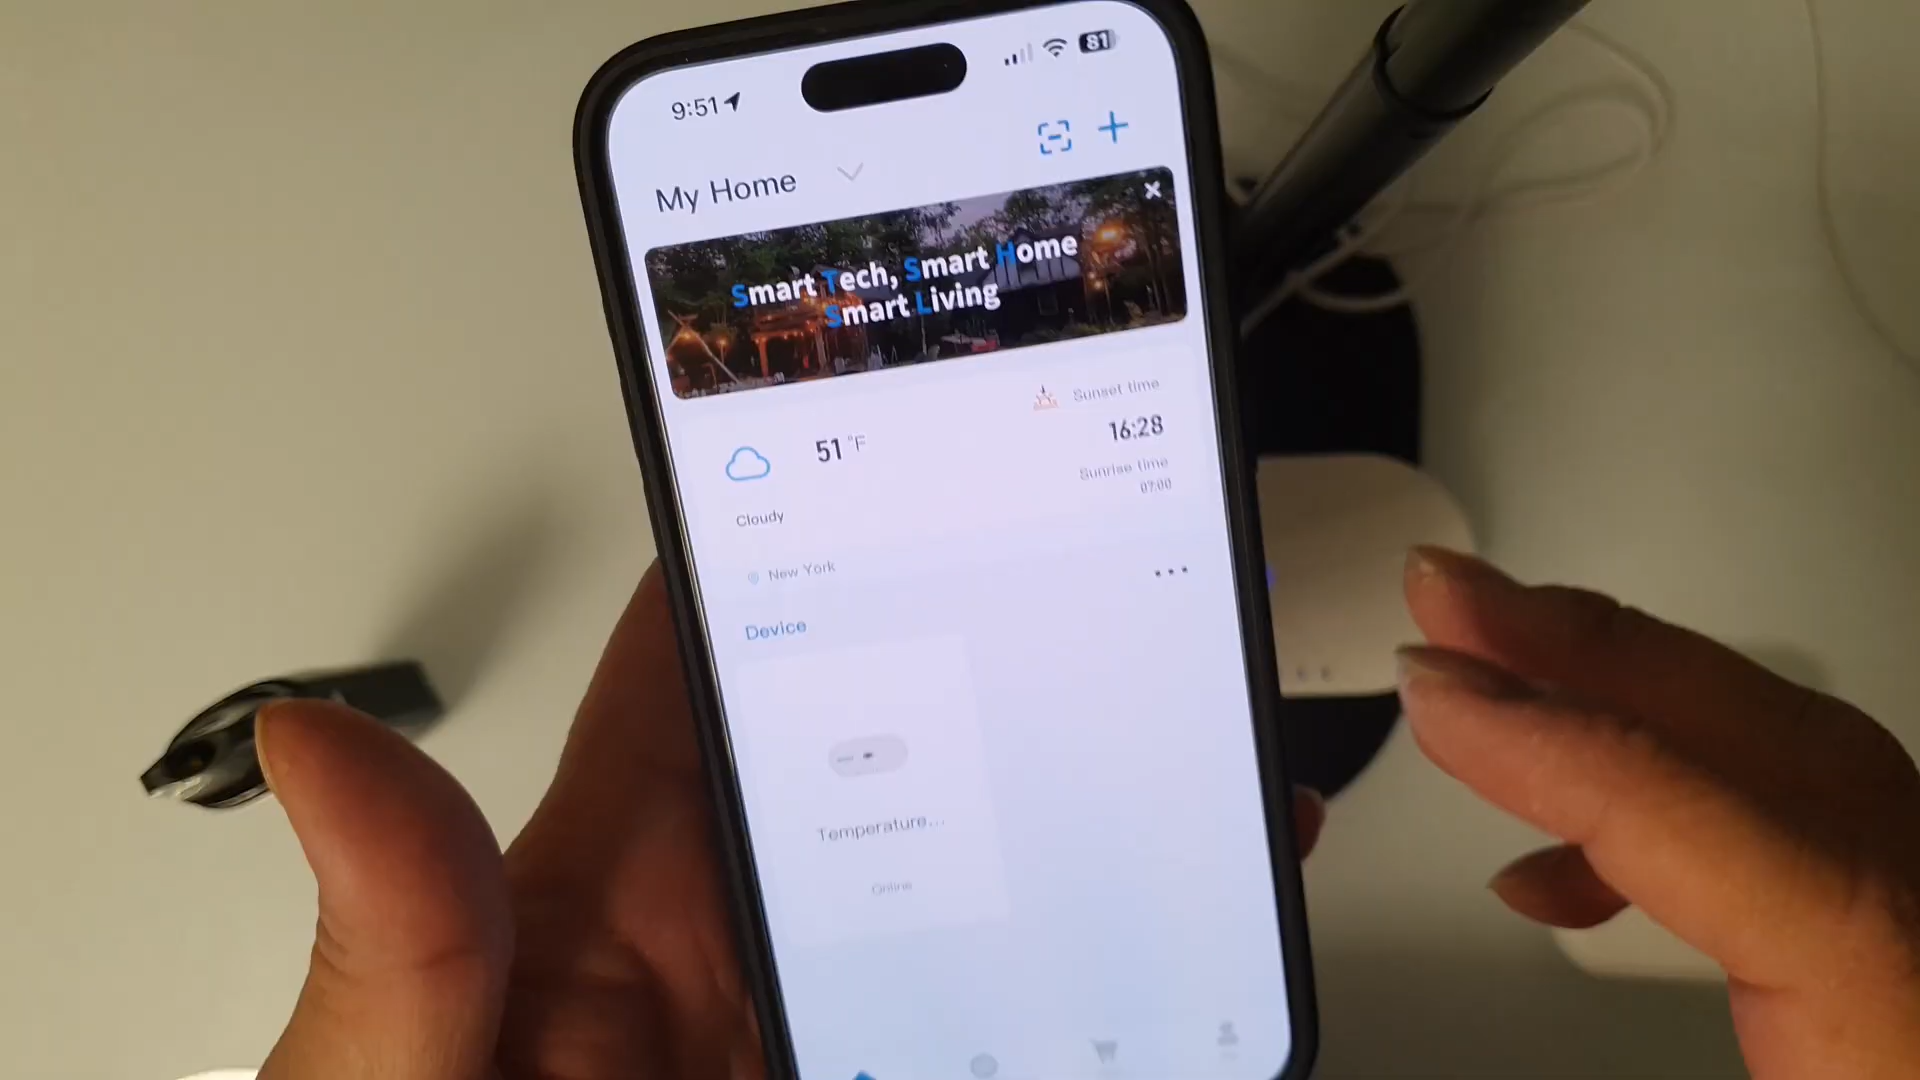 9:51
81
My Home
Smart Tech, Smart Home
Smart Living
Sunset time
51 °F
16:28
Sunrise time
07:00
Cloudy
New York
Device
Temperature...
Online